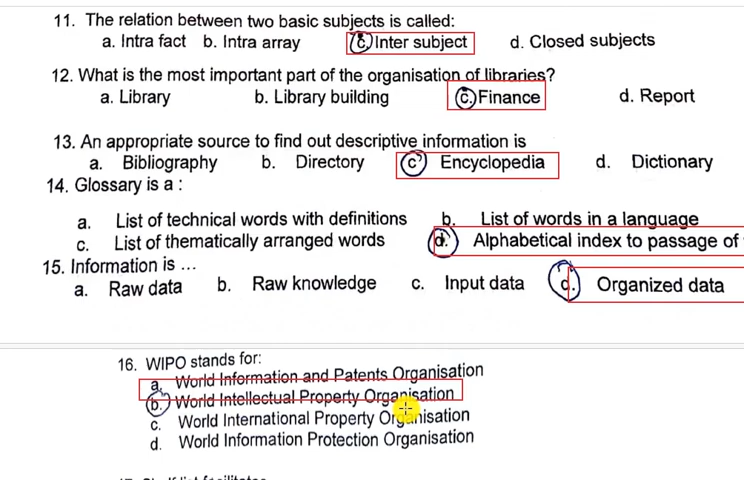 11. The relation between two basic subjects is called:
a. Intra fact b. Intra array c. Inter subject d. Closed subjects
12. What is the most important part of the organisation of libraries?
a. Library b. Library building c. Finance d. Report
13. An appropriate source to find out descriptive information is
a. Bibliography b. Directory c Encyclopedia d. Dictionary
14. Glossary is a :
a. List of technical words with definitions b. List of words in a language
c. List of thematically arranged words d. Alphabetical index to passage of
15. Information is ...
a. Raw data b. Raw knowledge c. Input data d. Organized data
16. WIPO stands for:
a. World Information and Patents Organisation
b. World Intellectual Property Organisation
c. World International Property Organisation
d. World Information Protection Organisation